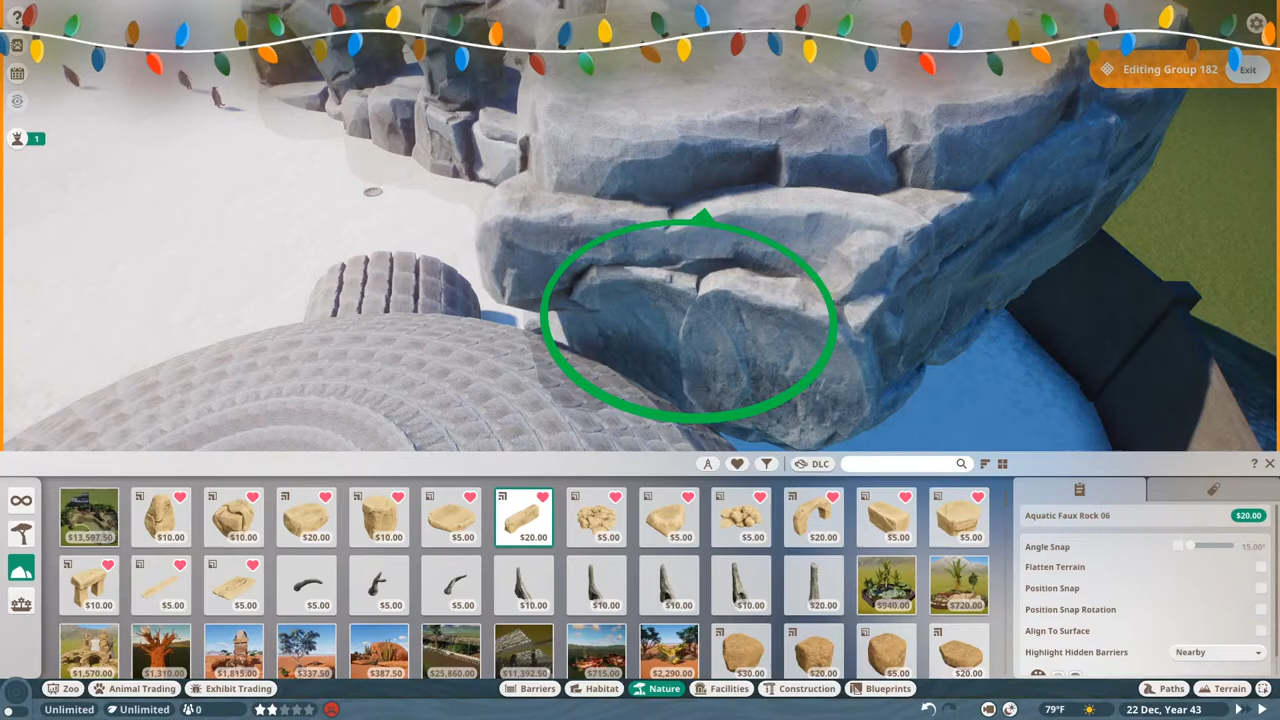 ?
Editing Group 182
Exit
1
DLC
?
$13,597.50
$10.00
$10.00
$20.00
$10.00
$5.00
$20.00
$5.00
$5.00
$5.00
$20.00
$5.00
$5.00
$10.00
$5.00
$5.00
$5.00
$5.00
$5.00
$10.00
$10.00
$10.00
$10.00
$20.00
$940.00
$720.00
$1,570.00
$1,310.00
$1,815.00
$337.50
$387.50
$25,860.00
$11,392.50
$715.00
$2,290.00
$30.00
$20.00
$5.00
$20.00
Aquatic Faux Rock 06
$20.00
Angle Snap
15.00°
Flatten Terrain
Position Snap
Position Snap Rotation
Align To Surface
Highlight Hidden Barriers
Nearby
Zoo
Animal Trading
Exhibit Trading
Barriers
Habitat
Nature
Facilities
Construction
Blueprints
Paths
Terrain
Unlimited
Unlimited
0
79°F
22 Dec, Year 43